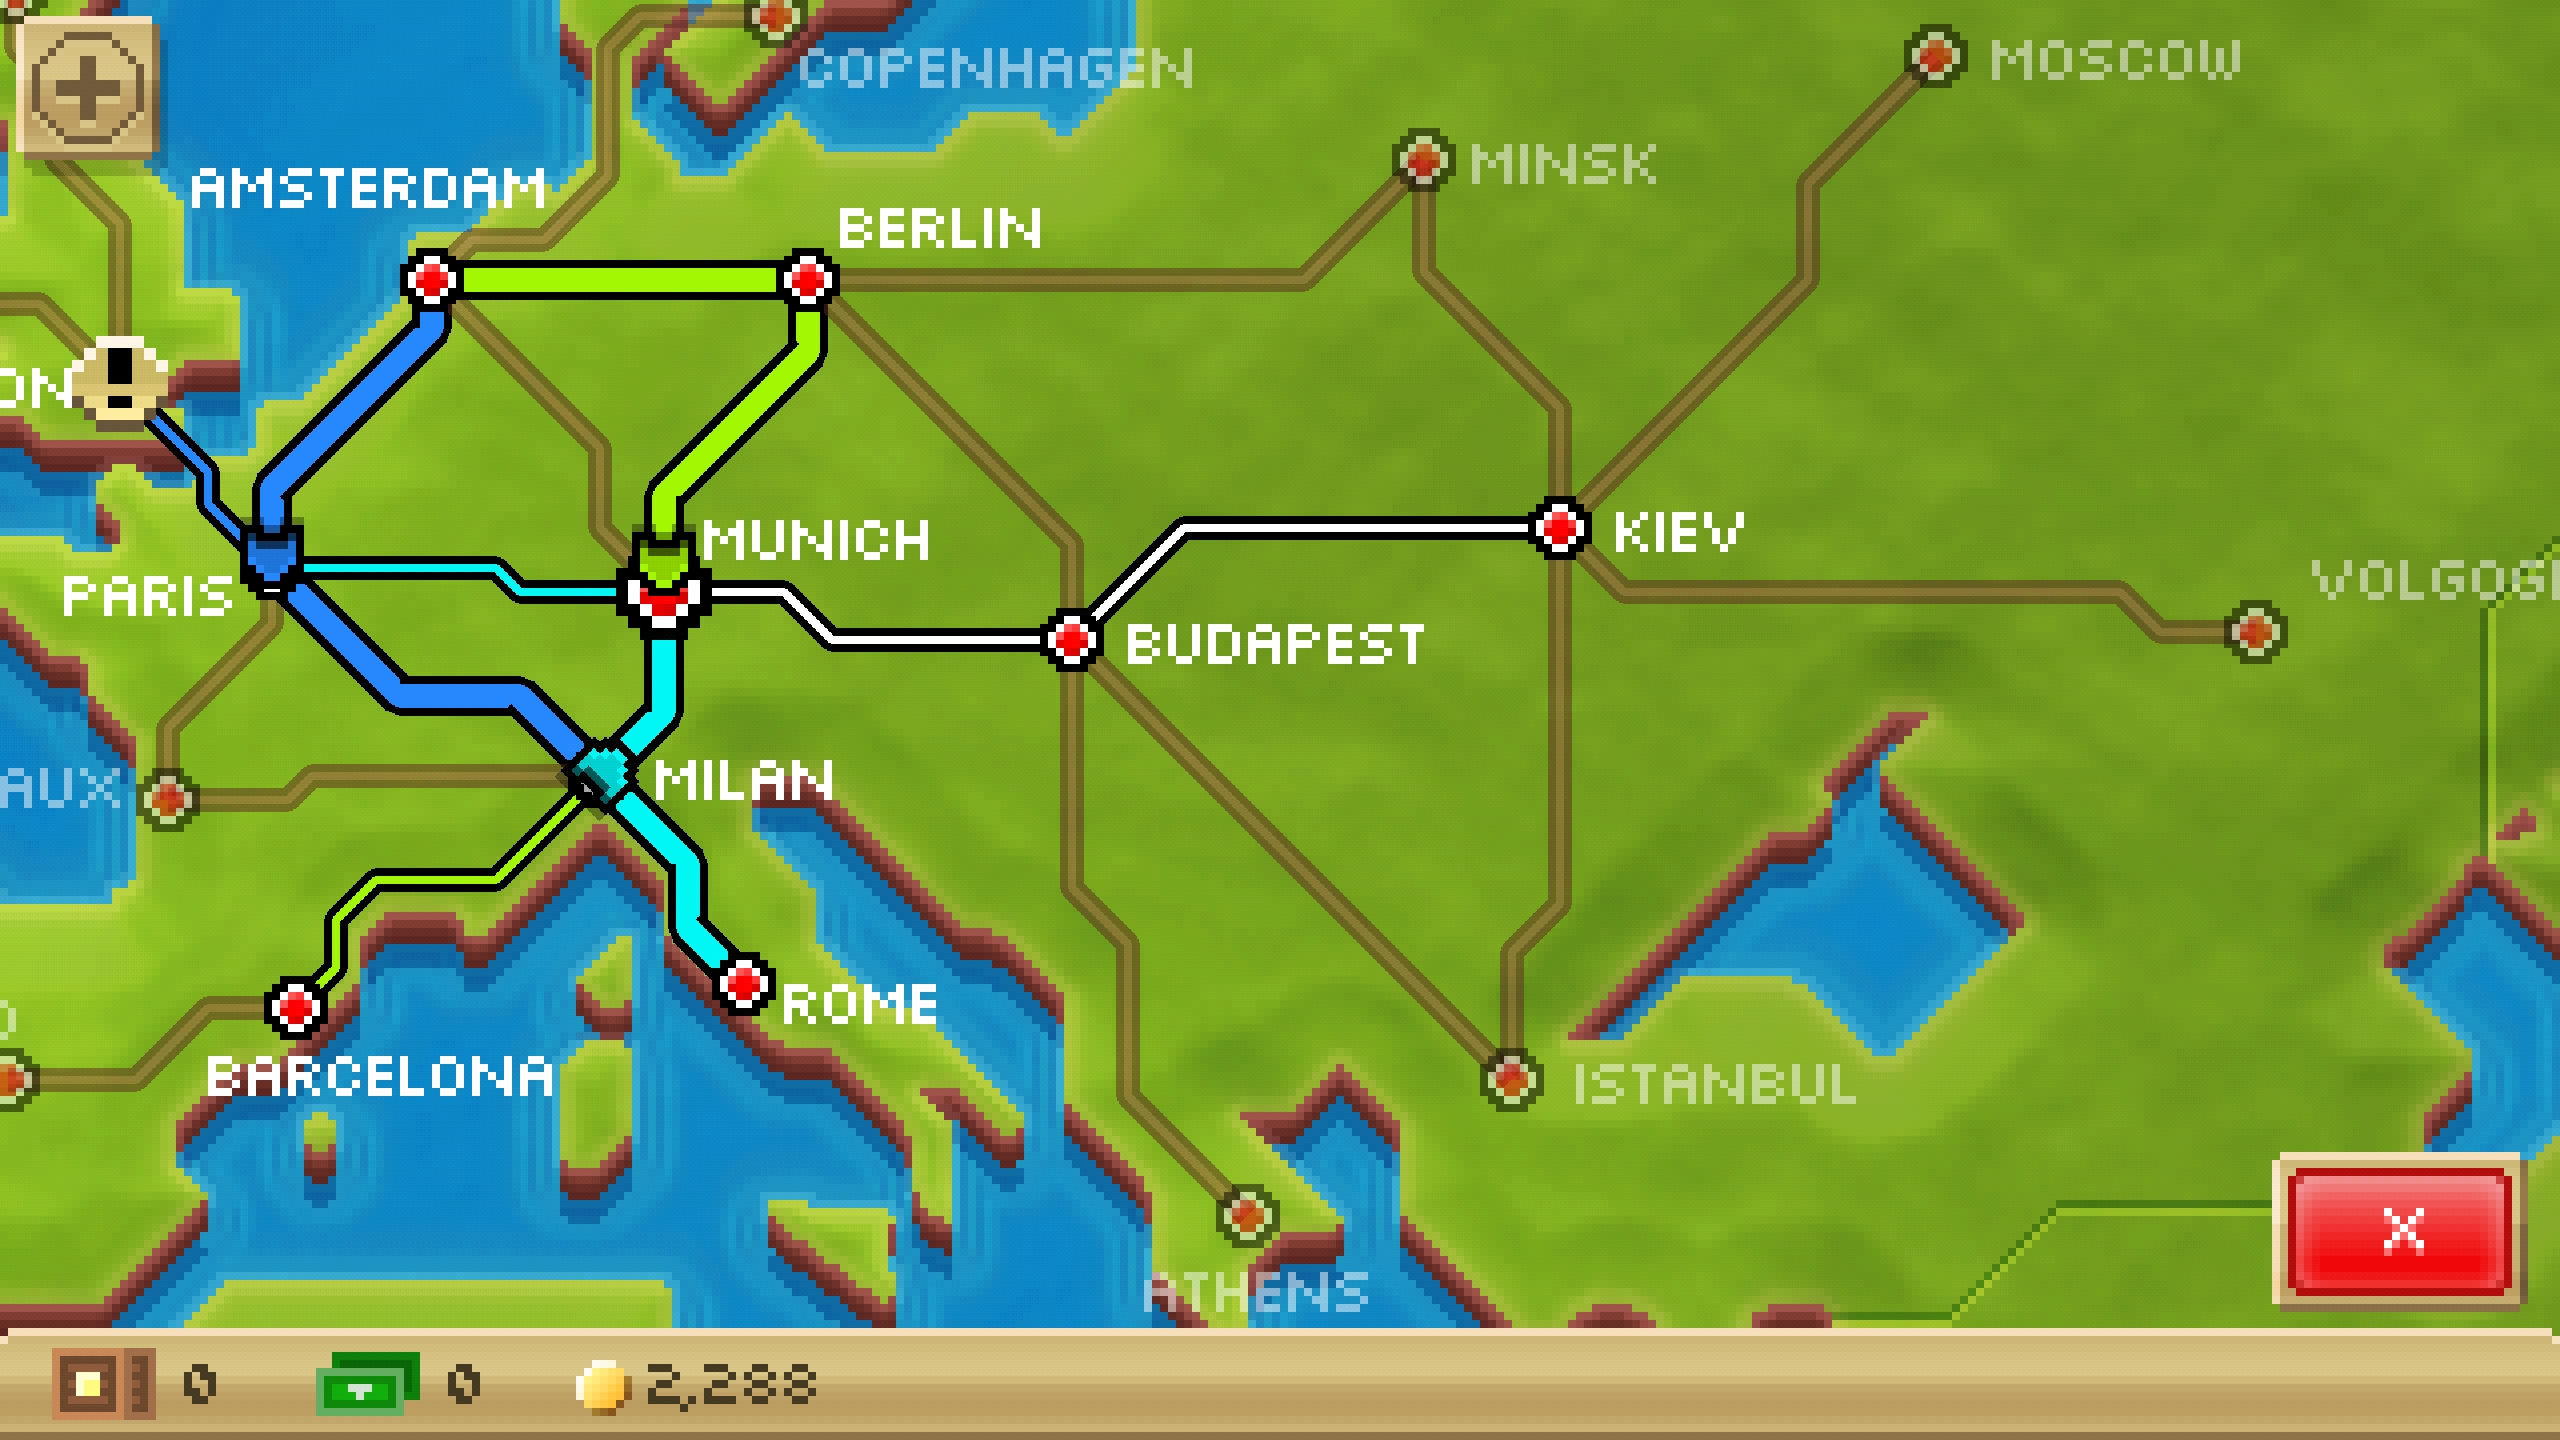 COPENHAGEN
MOSCOW
MINSK
AMSTERDAM
BERLIN
ON
MUNICH
KIEV
PARIS
BUDAPEST
VOLGOG
MILAN
AUX
ROME
BARCELONA
ISTANBUL
ATHENS
X
0
0
2,288